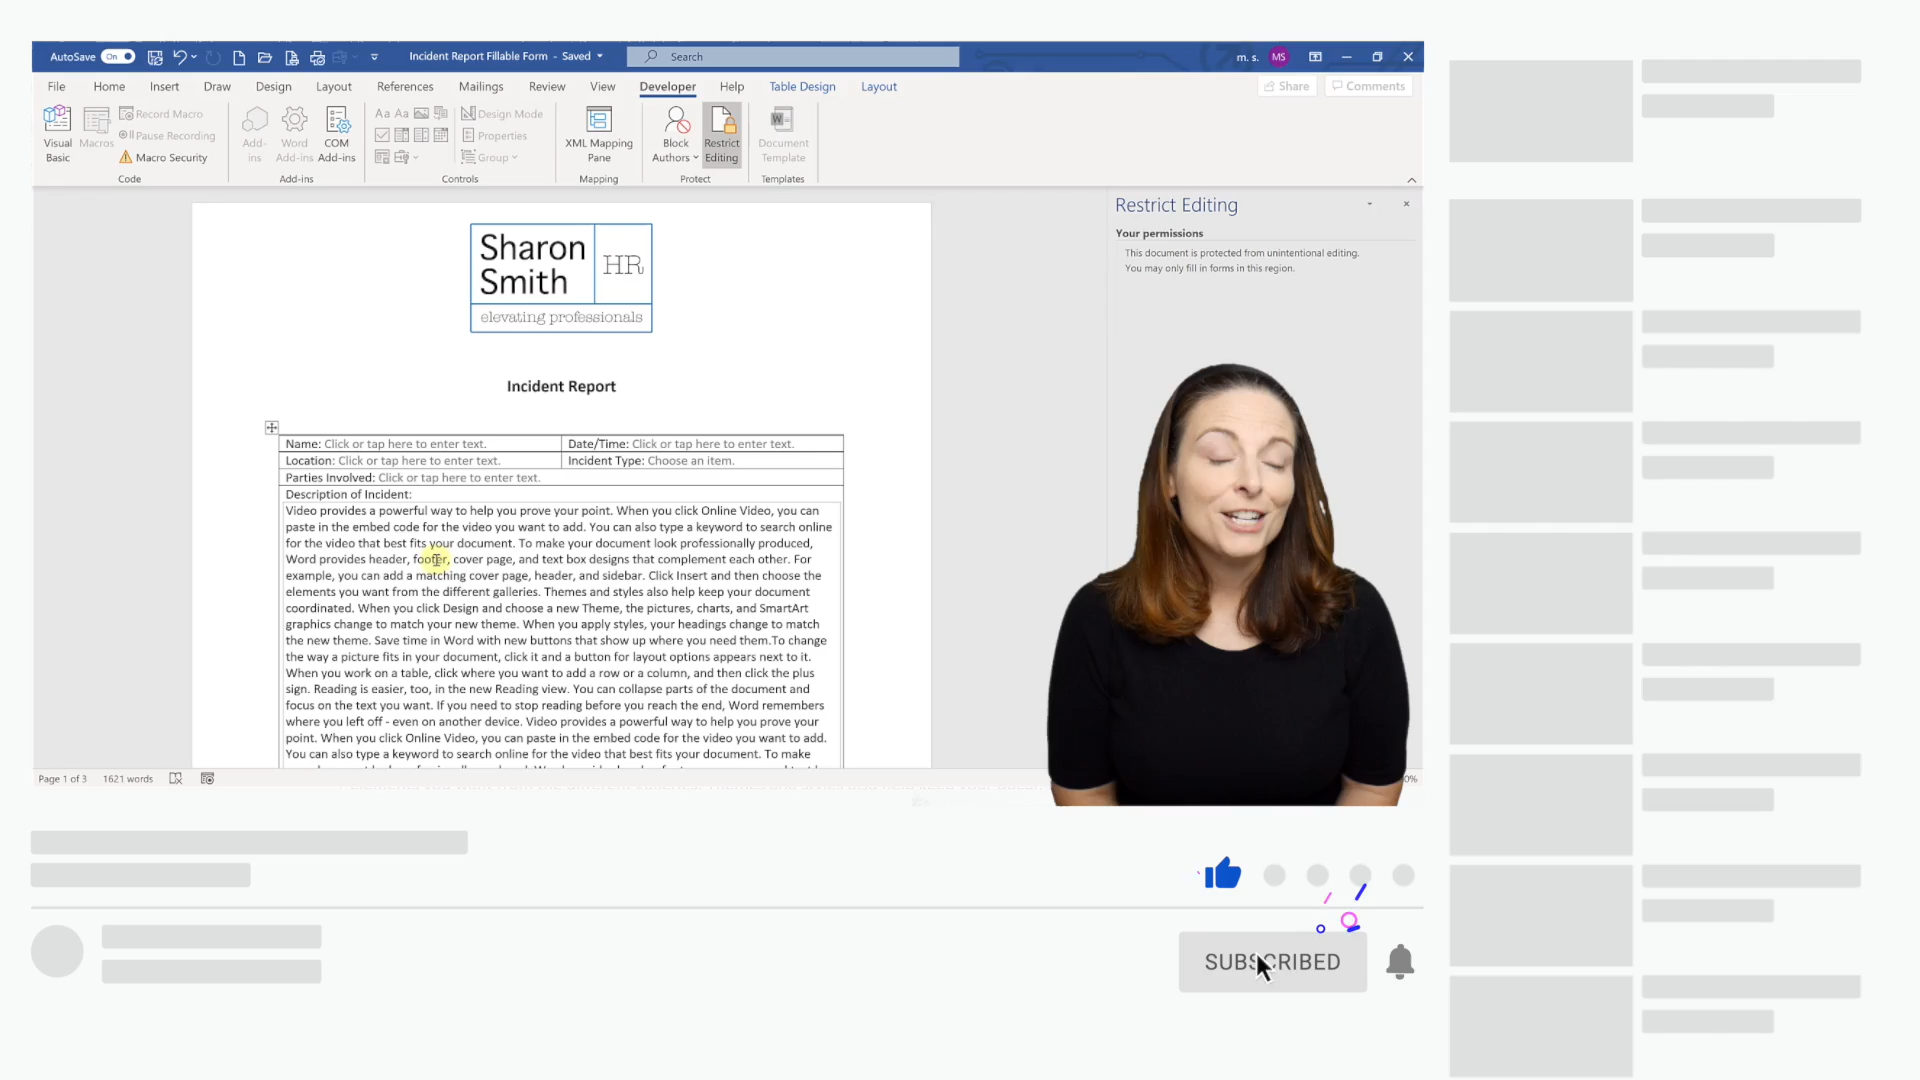 AutoSave On
Incident Report Fillable Form - Saved
Search
m. s. MS
File Home Insert Draw Design Layout References Mailings Review View Developer Help Table Design Layout
Share Comments
Visual Basic
Macros
Record Macro
Pause Recording
Macro Security
Code
Add-ins
Word Add-ins
COM Add-ins
Add-ins
Aa Aa
Design Mode
Properties
Group
Controls
XML Mapping Pane
Mapping
Block Authors
Restrict Editing
Protect
W
Document Template
Templates
Sharon
Smith
HR
elevating professionals
Restrict Editing
Your permissions
This document is protected from unintentional editing.
You may only fill in forms in this region.
Incident Report
Name: Click or tap here to enter text. Date/Time: Click or tap here to enter text.
Location: Click or tap here to enter text. Incident Type: Choose an item.
Parties Involved: Click or tap here to enter text.
Description of Incident:
Video provides a powerful way to help you prove your point. When you click Online Video, you can
paste in the embed code for the video you want to add. You can also type a keyword to search online
for the video that best fits your document. To make your document look professionally produced,
Word provides header, footer, cover page, and text box designs that complement each other. For
example, you can add a matching cover page, header, and sidebar. Click Insert and then choose the
elements you want from the different galleries. Themes and styles also help keep your document
coordinated. When you click Design and choose a new Theme, the pictures, charts, and SmartArt
graphics change to match your new theme. When you apply styles, your headings change to match
the new theme. Save time in Word with new buttons that show up where you need them.To change
the way a picture fits in your document, click it and a button for layout options appears next to it.
When you work on a table, click where you want to add a row or a column, and then click the plus
sign. Reading is easier, too, in the new Reading view. You can collapse parts of the document and
focus on the text you want. If you need to stop reading before you reach the end, Word remembers
where you left off - even on another device. Video provides a powerful way to help you prove your
point. When you click Online Video, you can paste in the embed code for the video you want to add.
You can also type a keyword to search online for the video that best fits your document. To make
Page 1 of 3 1621 words
0%
SUBSCRIBED